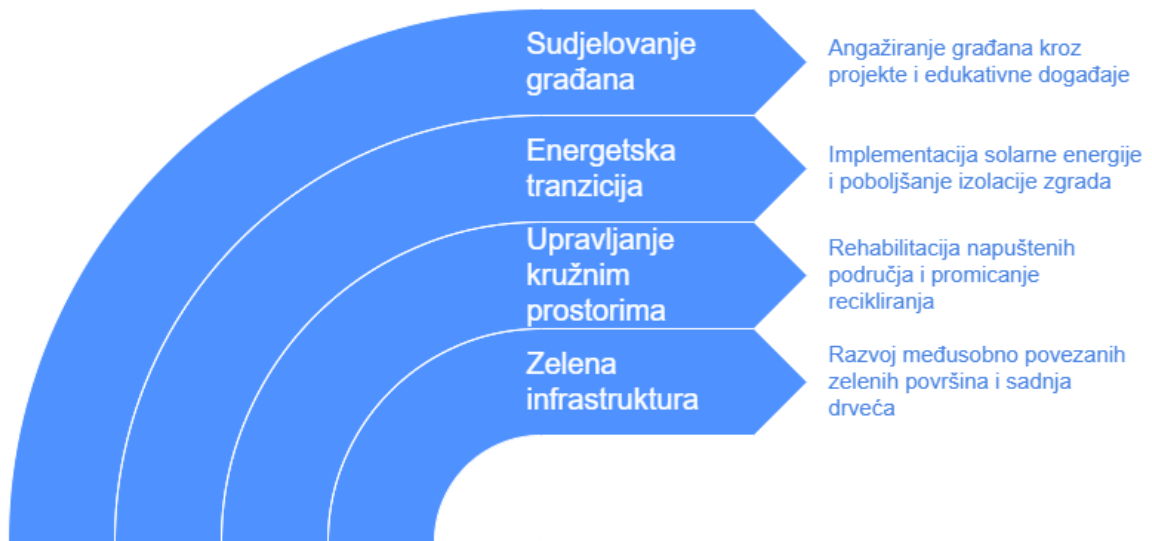 Sudjelovanje
građana
Angažiranje građana kroz
projekte i edukativne događaje
Energetska
tranzicija
Implementacija solarne energije
i poboljšanje izolacije zgrada
Upravljanje
kružnim
prostorima
Rehabilitacija napuštenih
područja i promicanje
recikliranja
Zelena
infrastruktura
Razvoj međusobno povezanih
zelenih površina i sadnja
drveća